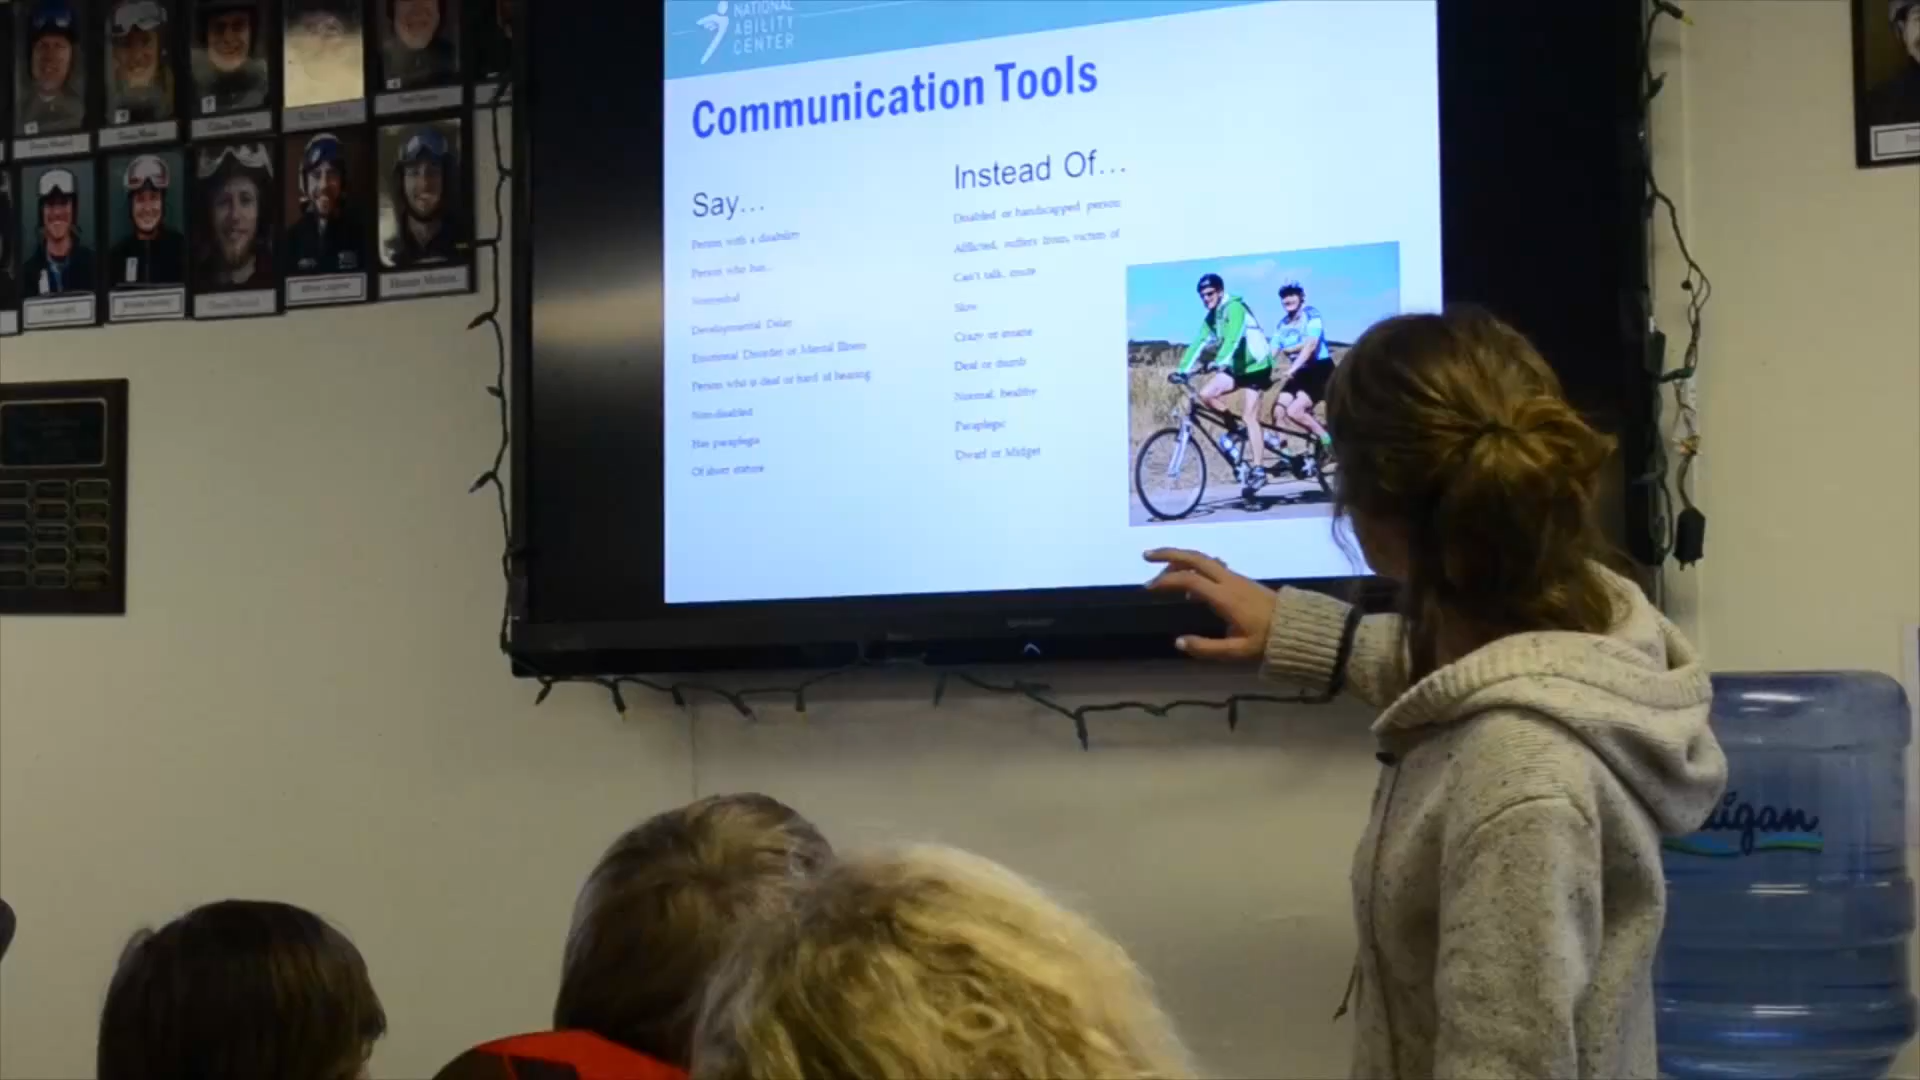 NATIONAL
ABILITY
CENTER
Communication Tools
Say...
Person with a disability
Person who has...
Nonverbal
Developmental Delay
Emotional Disorder or Mental Illness
Person who is deaf or hard of hearing
Non-disabled
Has paraplegia
Of short stature
Instead Of...
Disabled or handicapped person
Afflicted, suffers from, victim of
Can't talk, mute
Slow
Crazy or insane
Deaf or dumb
Normal, healthy
Paraplegic
Dwarf or Midget